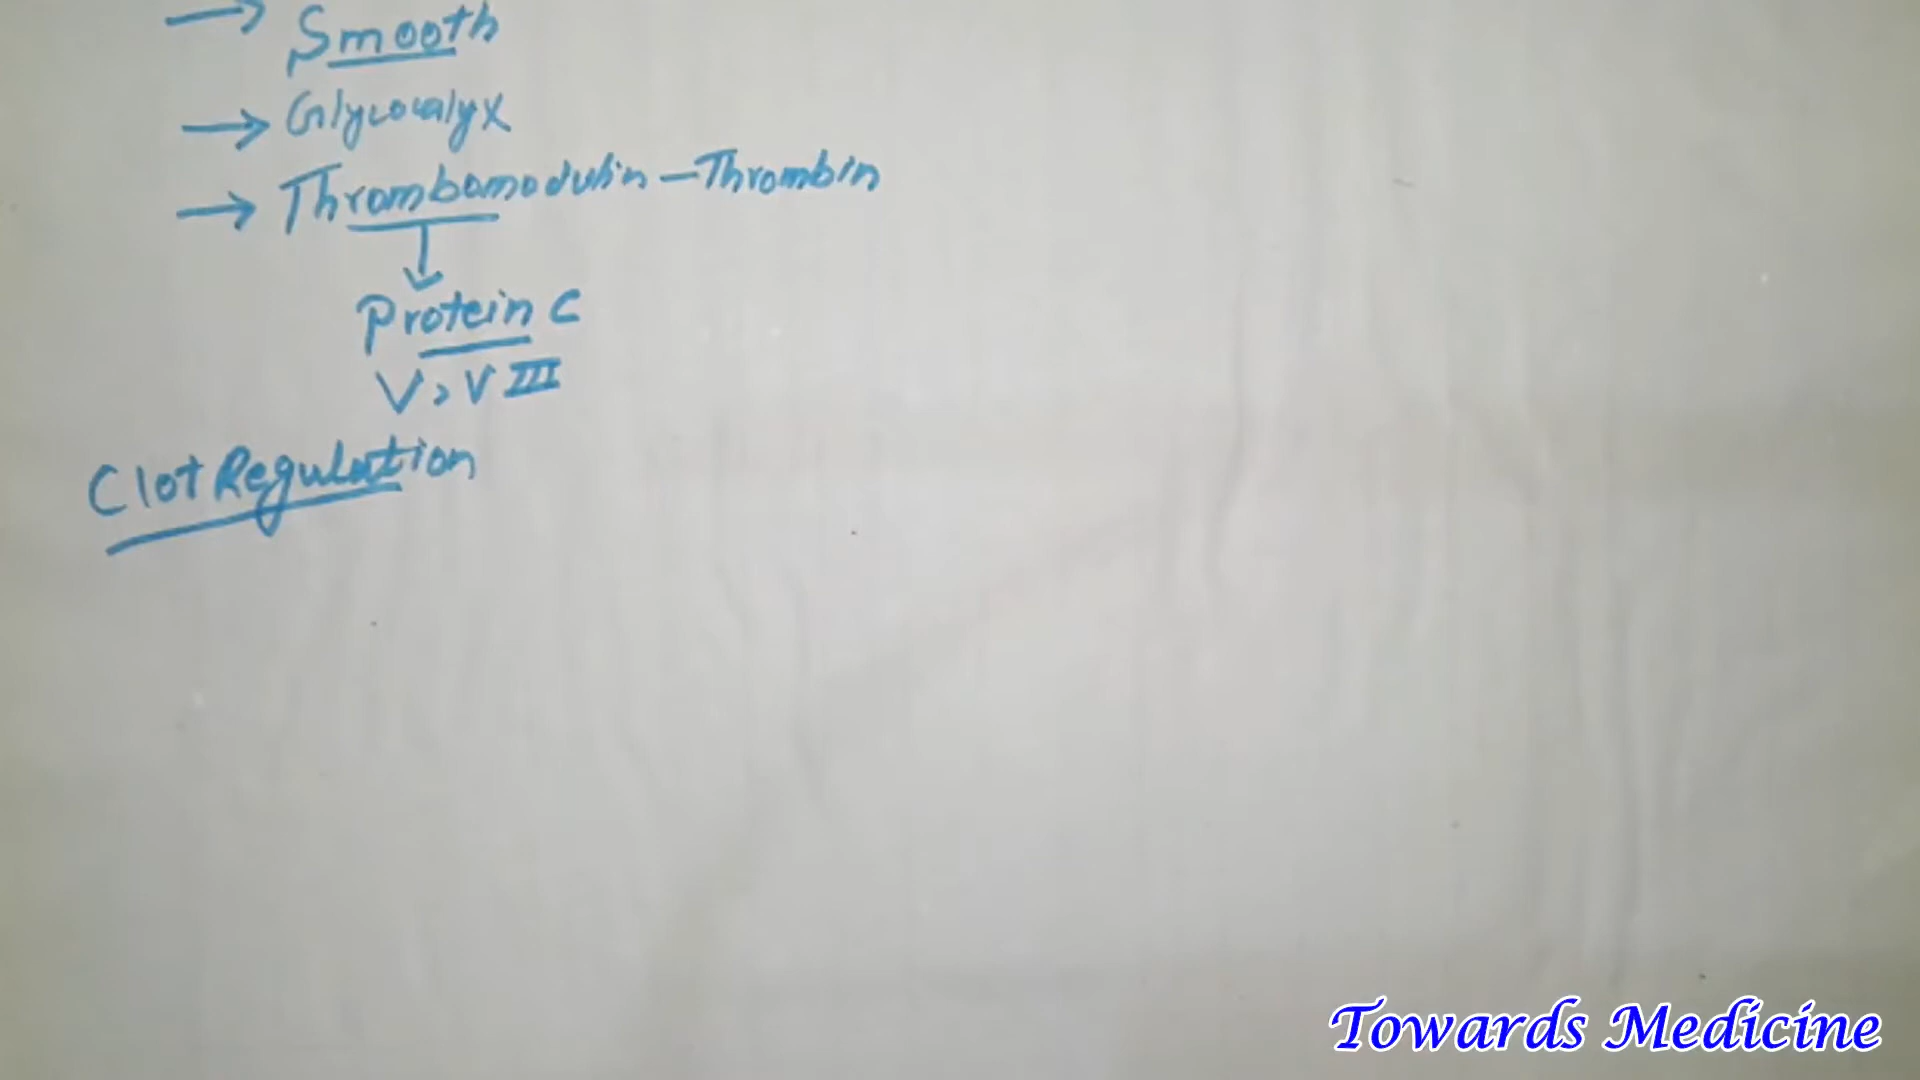 → Smooth
→ Glycocalyx
→ Thrombomodulin – Thrombin
↓
Protein C
V, VIII
Clot Regulation
Towards Medicine